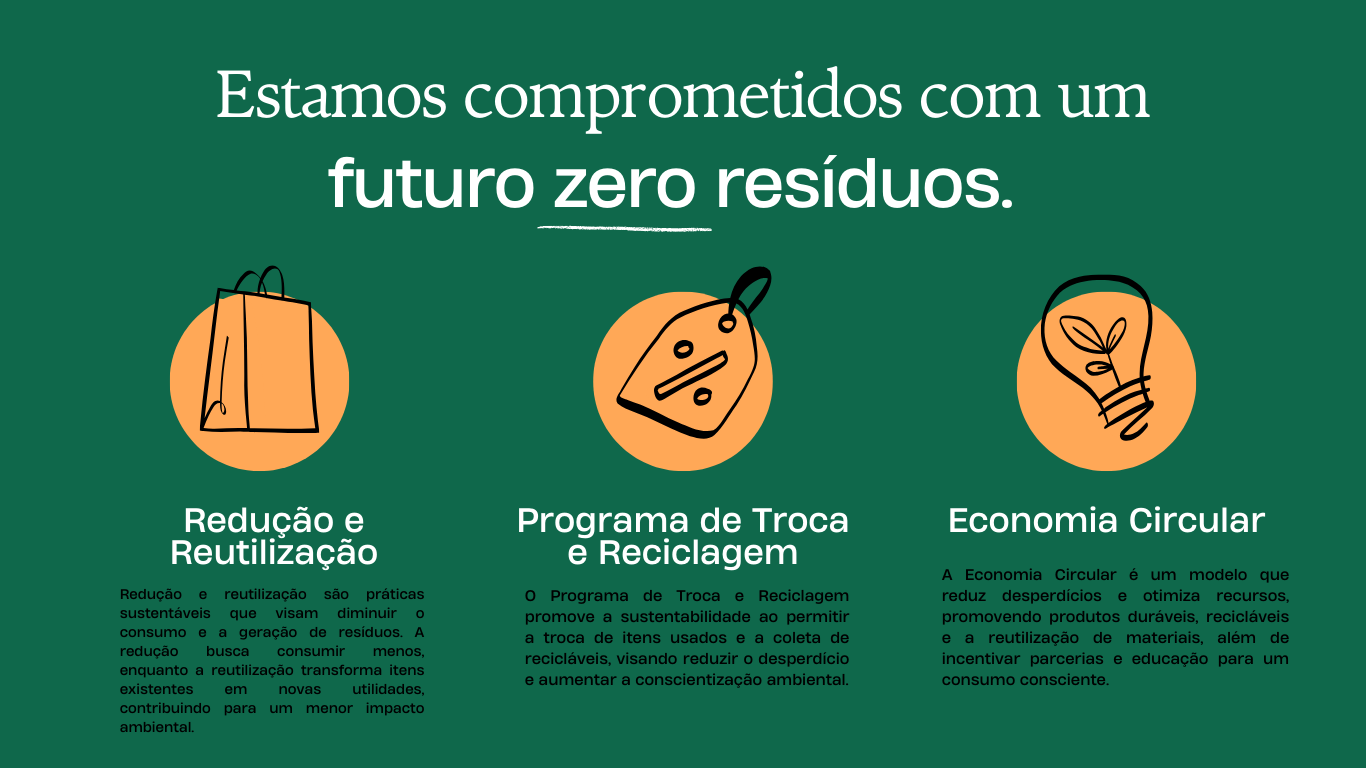 Estamos comprometidos com um
futuro zero resíduos.
Redução e
Reutilização
Redução e reutilização são práticas
sustentáveis que visam diminuir o
consumo e a geração de resíduos. A
redução busca consumir menos,
enquanto a reutilização transforma itens
existentes em novas utilidades,
contribuindo para um menor impacto
ambiental.
Programa de Troca
e Reciclagem
O Programa de Troca e Reciclagem
promove a sustentabilidade ao permitir
a troca de itens usados e a coleta de
recicláveis, visando reduzir o desperdício
e aumentar a conscientização ambiental.
Economia Circular
A Economia Circular é um modelo que
reduz desperdícios e otimiza recursos,
promovendo produtos duráveis, recicláveis
e a reutilização de materiais, além de
incentivar parcerias e educação para um
consumo consciente.